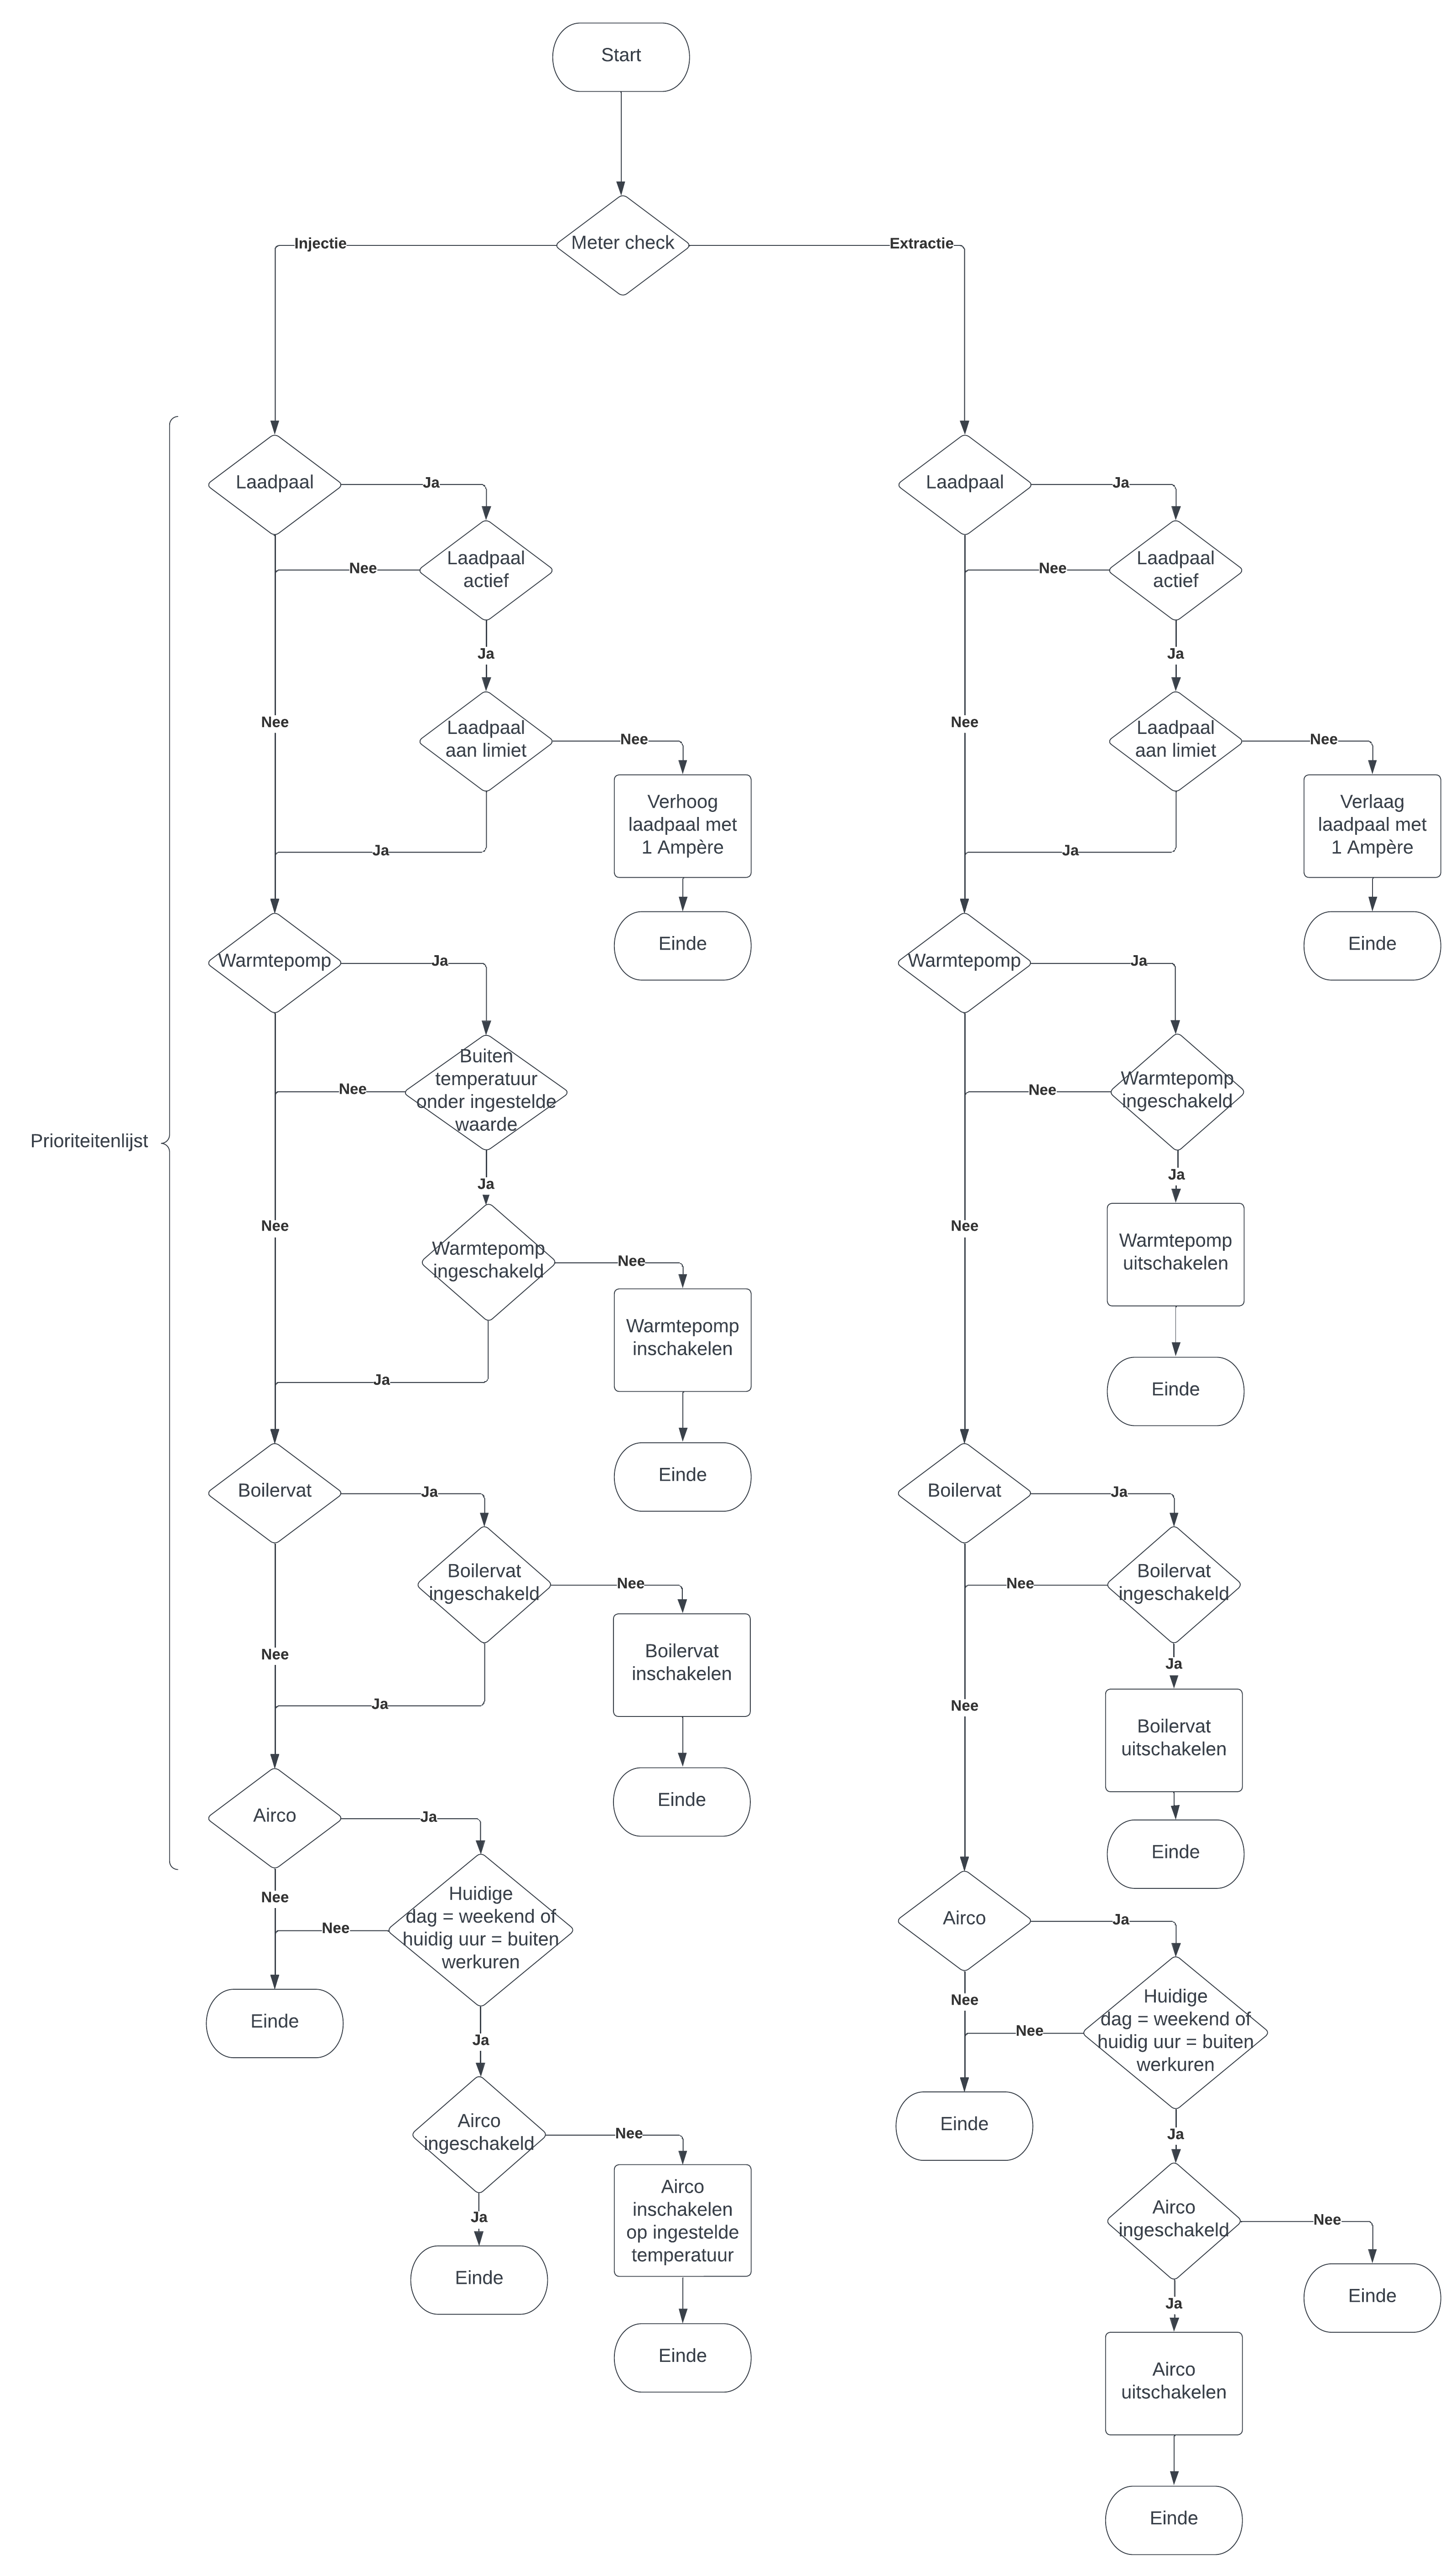 Start
Meter check
Injectie
Extractie
Prioriteitenlijst
Laadpaal
Ja
Laadpaal
actief
Nee
Ja
Nee
Laadpaal
aan limiet
Nee
Verhoog
laadpaal met
1 Ampère
Ja
Einde
Warmtepomp
Ja
Buiten
temperatuur
onder ingestelde
waarde
Nee
Ja
Nee
Warmtepomp
ingeschakeld
Nee
Warmtepomp
inschakelen
Ja
Einde
Boilervat
Ja
Boilervat
ingeschakeld
Nee
Nee
Boilervat
inschakelen
Ja
Einde
Airco
Ja
Nee
Huidige
dag = weekend of
huidig uur = buiten
werkuren
Nee
Einde
Ja
Airco
ingeschakeld
Nee
Airco
inschakelen
op ingestelde
temperatuur
Ja
Einde
Einde
Laadpaal
Ja
Laadpaal
actief
Nee
Ja
Nee
Laadpaal
aan limiet
Nee
Verlaag
laadpaal met
1 Ampère
Ja
Einde
Warmtepomp
Ja
Warmtepomp
ingeschakeld
Nee
Ja
Nee
Warmtepomp
uitschakelen
Einde
Boilervat
Ja
Boilervat
ingeschakeld
Nee
Ja
Nee
Boilervat
uitschakelen
Einde
Airco
Ja
Nee
Huidige
dag = weekend of
huidig uur = buiten
werkuren
Nee
Einde
Ja
Airco
ingeschakeld
Nee
Einde
Ja
Airco
uitschakelen
Einde